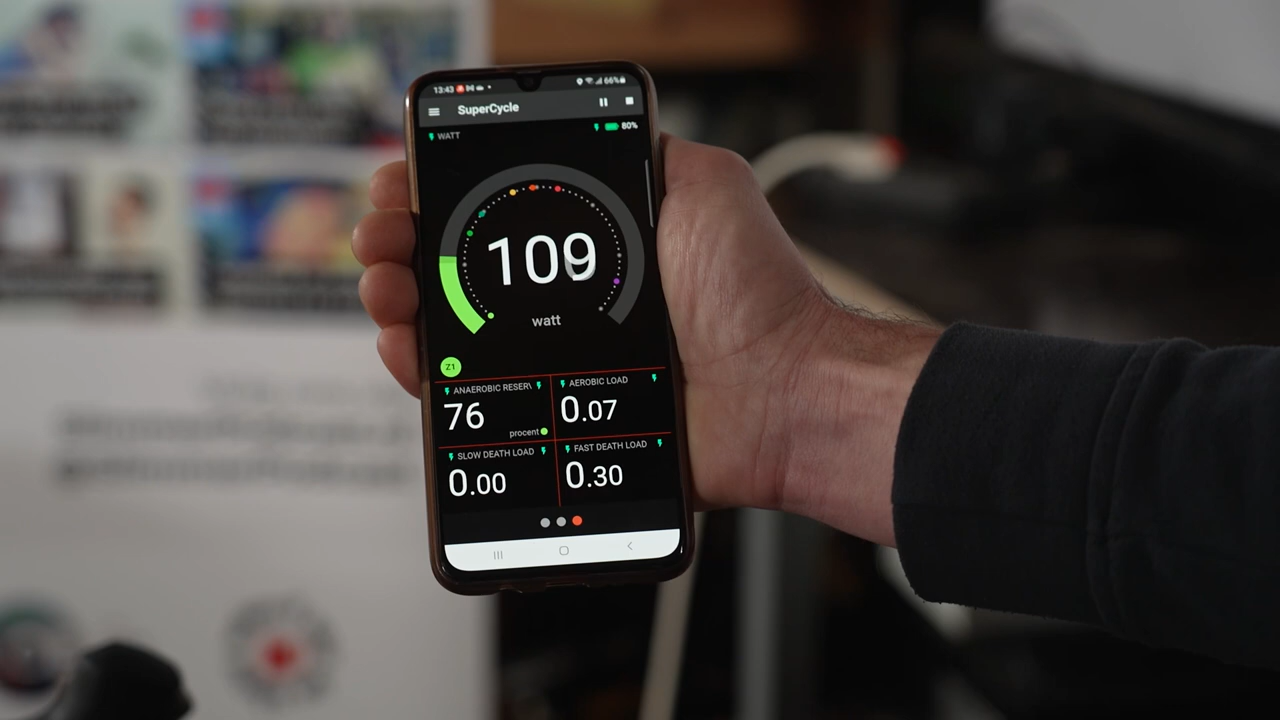 13:43
66%
SuperCycle
WATT
80%
109
watt
Z1
ANAEROBIC RESERV
AEROBIC LOAD
76
0.07
procent
SLOW DEATH LOAD
FAST DEATH LOAD
0.00
0.30